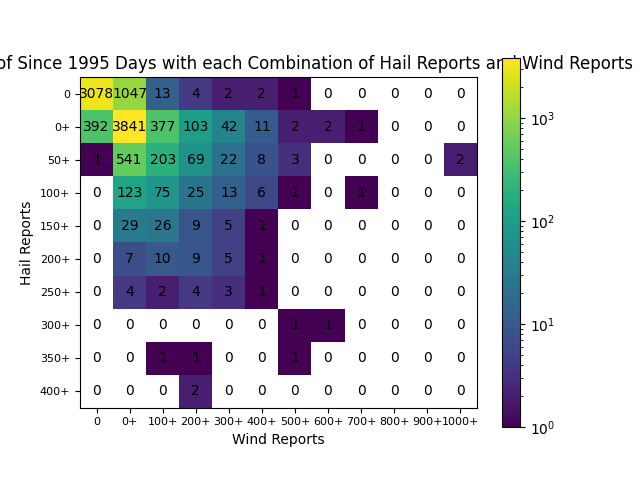 of Since 1995 Days with each Combination of Hail Reports and Wind Reports
0 3078 1047 13 4 2 2 1 0 0 0 0 0
0+ 392 3841 377 103 42 11 2 2 1 0 0 0
50+ 1 541 203 69 22 8 3 0 0 0 0 2
100+ 0 123 75 25 13 6 1 0 1 0 0 0
150+ 0 29 26 9 5 1 0 0 0 0 0 0
200+ 0 7 10 9 5 1 0 0 0 0 0 0
250+ 0 4 2 4 3 1 0 0 0 0 0 0
300+ 0 0 0 0 0 0 1 1 0 0 0 0
350+ 0 0 1 1 0 0 1 0 0 0 0 0
400+ 0 0 0 2 0 0 0 0 0 0 0 0
0 0+ 100+ 200+ 300+ 400+ 500+ 600+ 700+ 800+ 900+ 1000+
Wind Reports
Hail Reports
10³
10²
10¹
10⁰